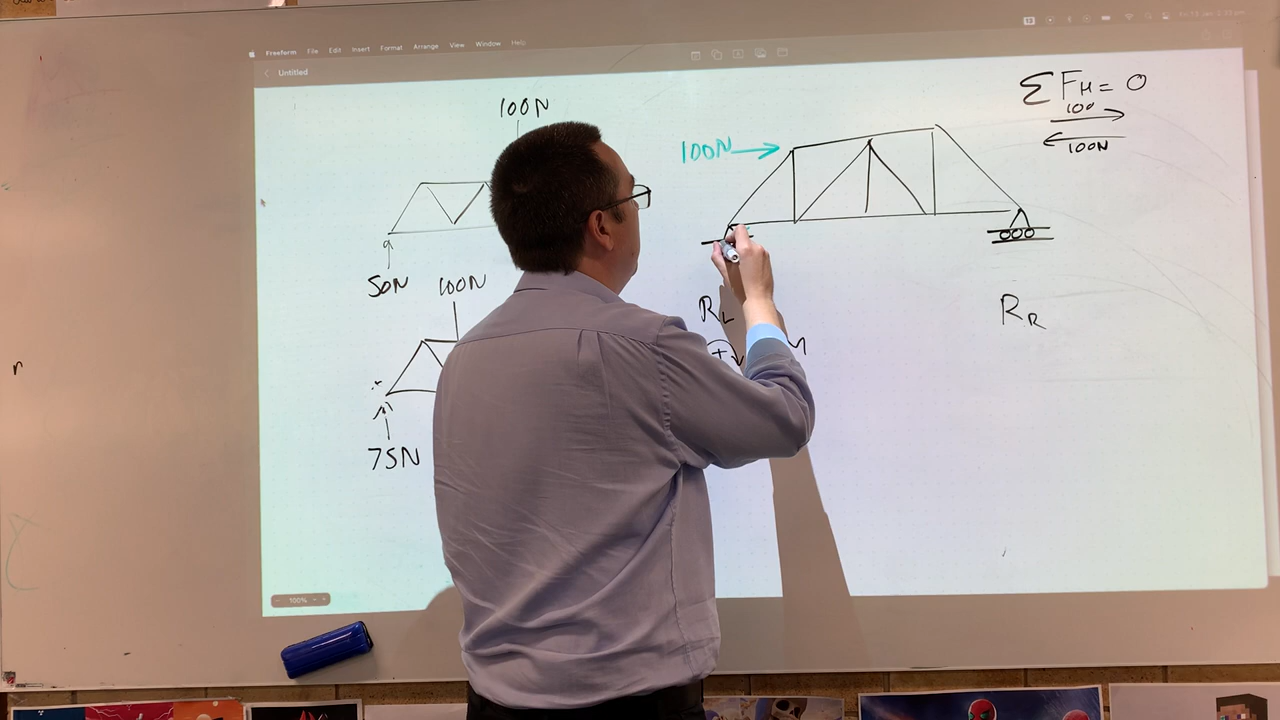 Freeform File Edit Insert Format Arrange View Window Help
Untitled
100N
50N
100N
75N
100N
ΣFH=0
100
100N
RL
RR
+
r
100%